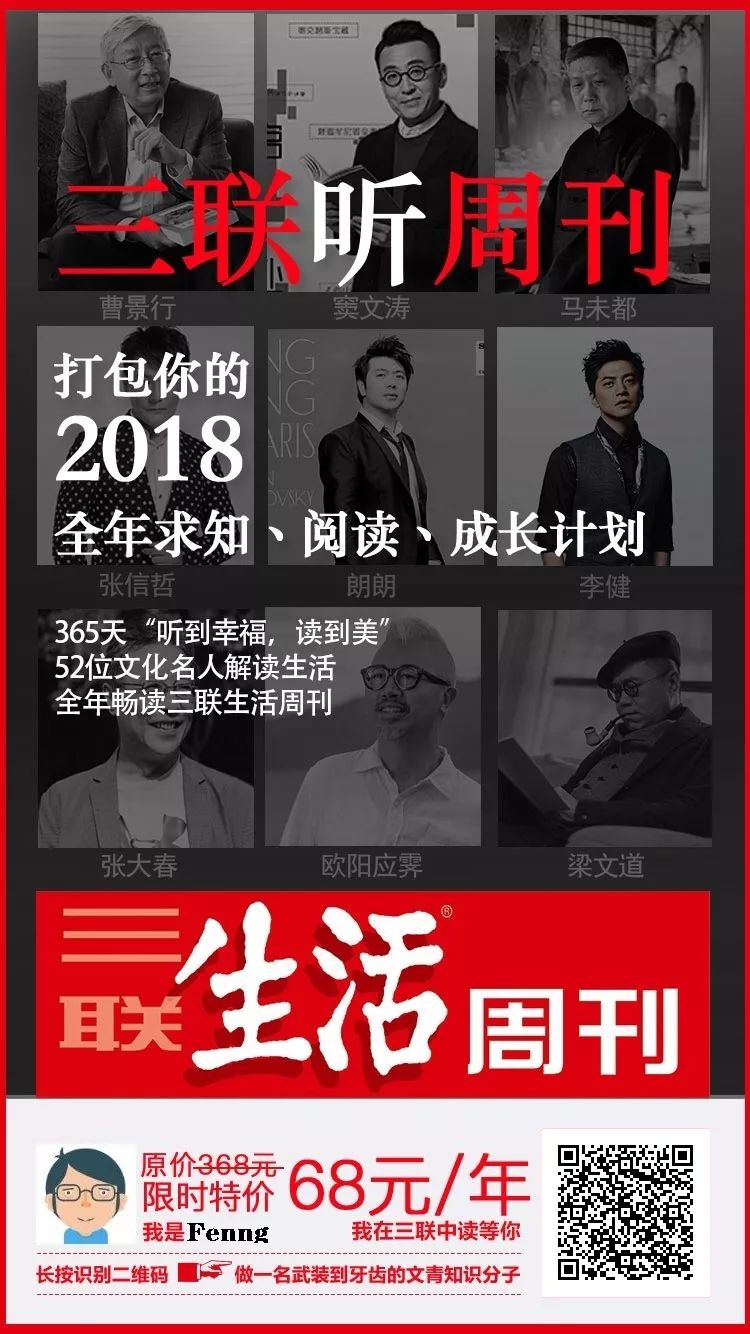 三联听周刊
曹景行
窦文涛
马未都
打包你的
2018
全年求知、阅读、成长计划
张信哲
朗朗
李健
365天“听到幸福，读到美”
52位文化名人解读生活
全年畅读三联生活周刊
张大春
欧阳应霁
梁文道
三联生活周刊®
原价368元
限时特价
68元/年
我是Fenng
我在三联中读等你
长按识别二维码
做一名武装到牙齿的文青知识分子